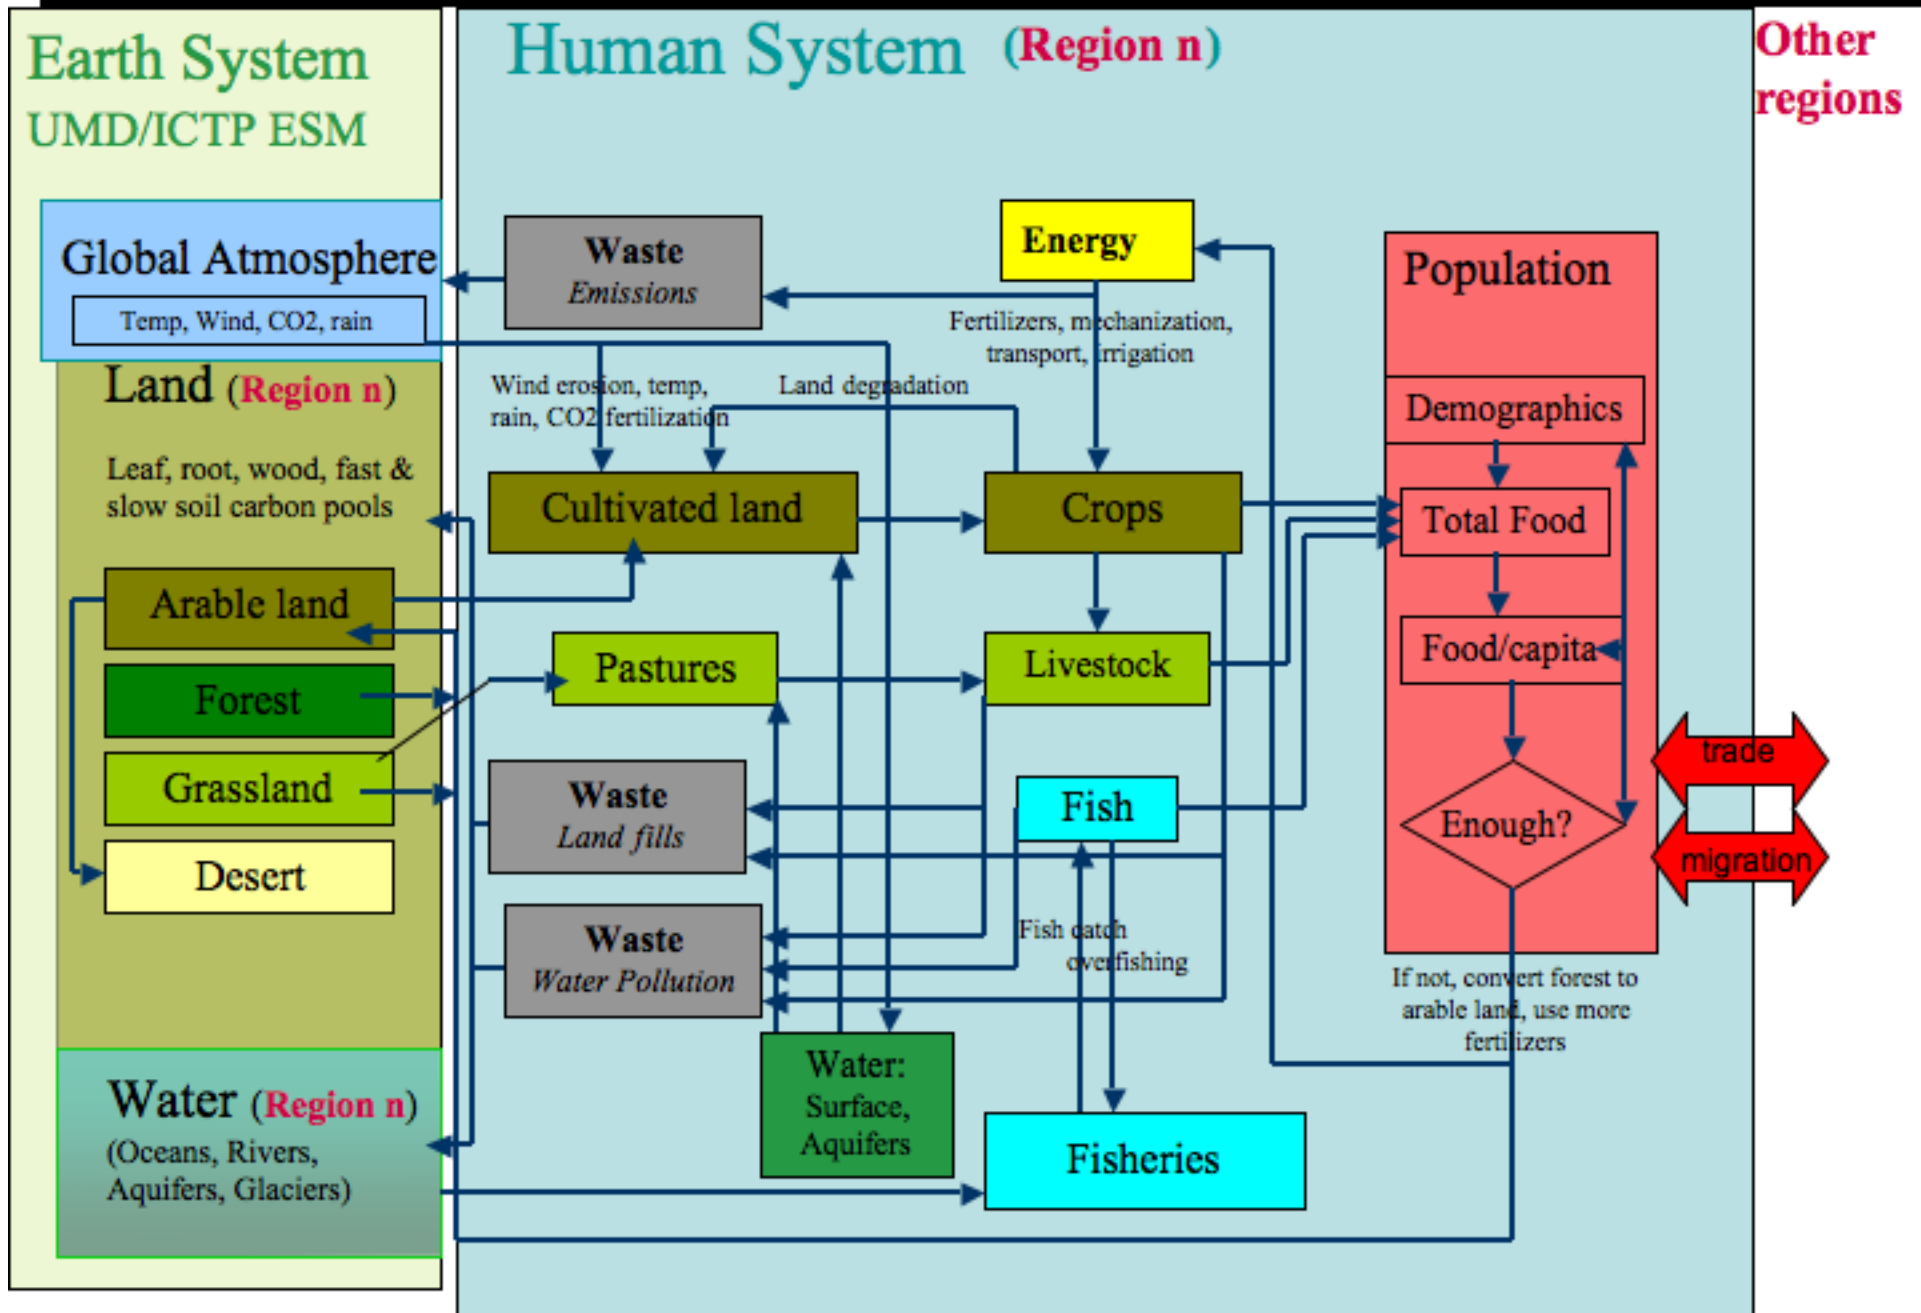 Earth System
UMD/ICTP ESM
Human System (Region n)
Other
regions
Global Atmosphere
Temp, Wind, CO2, rain
Land (Region n)
Leaf, root, wood, fast &
slow soil carbon pools
Arable land
Forest
Grassland
Desert
Water (Region n)
(Oceans, Rivers,
Aquifers, Glaciers)
Waste
Emissions
Energy
Fertilizers, mechanization,
transport, irrigation
Wind erosion, temp,
rain, CO2 fertilization
Land degradation
Cultivated land
Crops
Pastures
Livestock
Waste
Land fills
Fish
Waste
Water Pollution
Fish catch
overfishing
Water:
Surface,
Aquifers
Fisheries
Population
Demographics
Total Food
Food/capita
Enough?
If not, convert forest to
arable land, use more
fertilizers
trade
migration